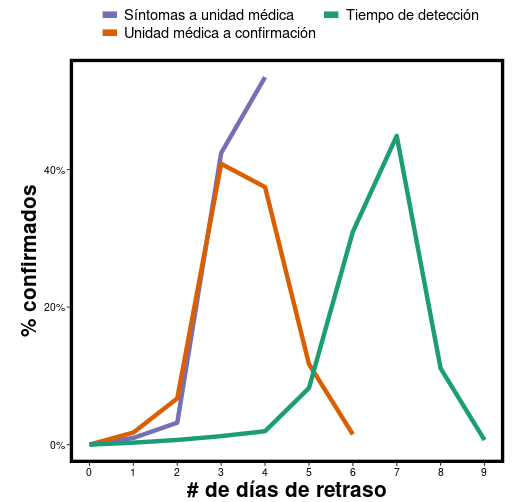 Síntomas a unidad médica
Tiempo de detección
Unidad médica a confirmación
% confirmados
40%
20%
0%
0 1 2 3 4 5 6 7 8 9
# de días de retraso